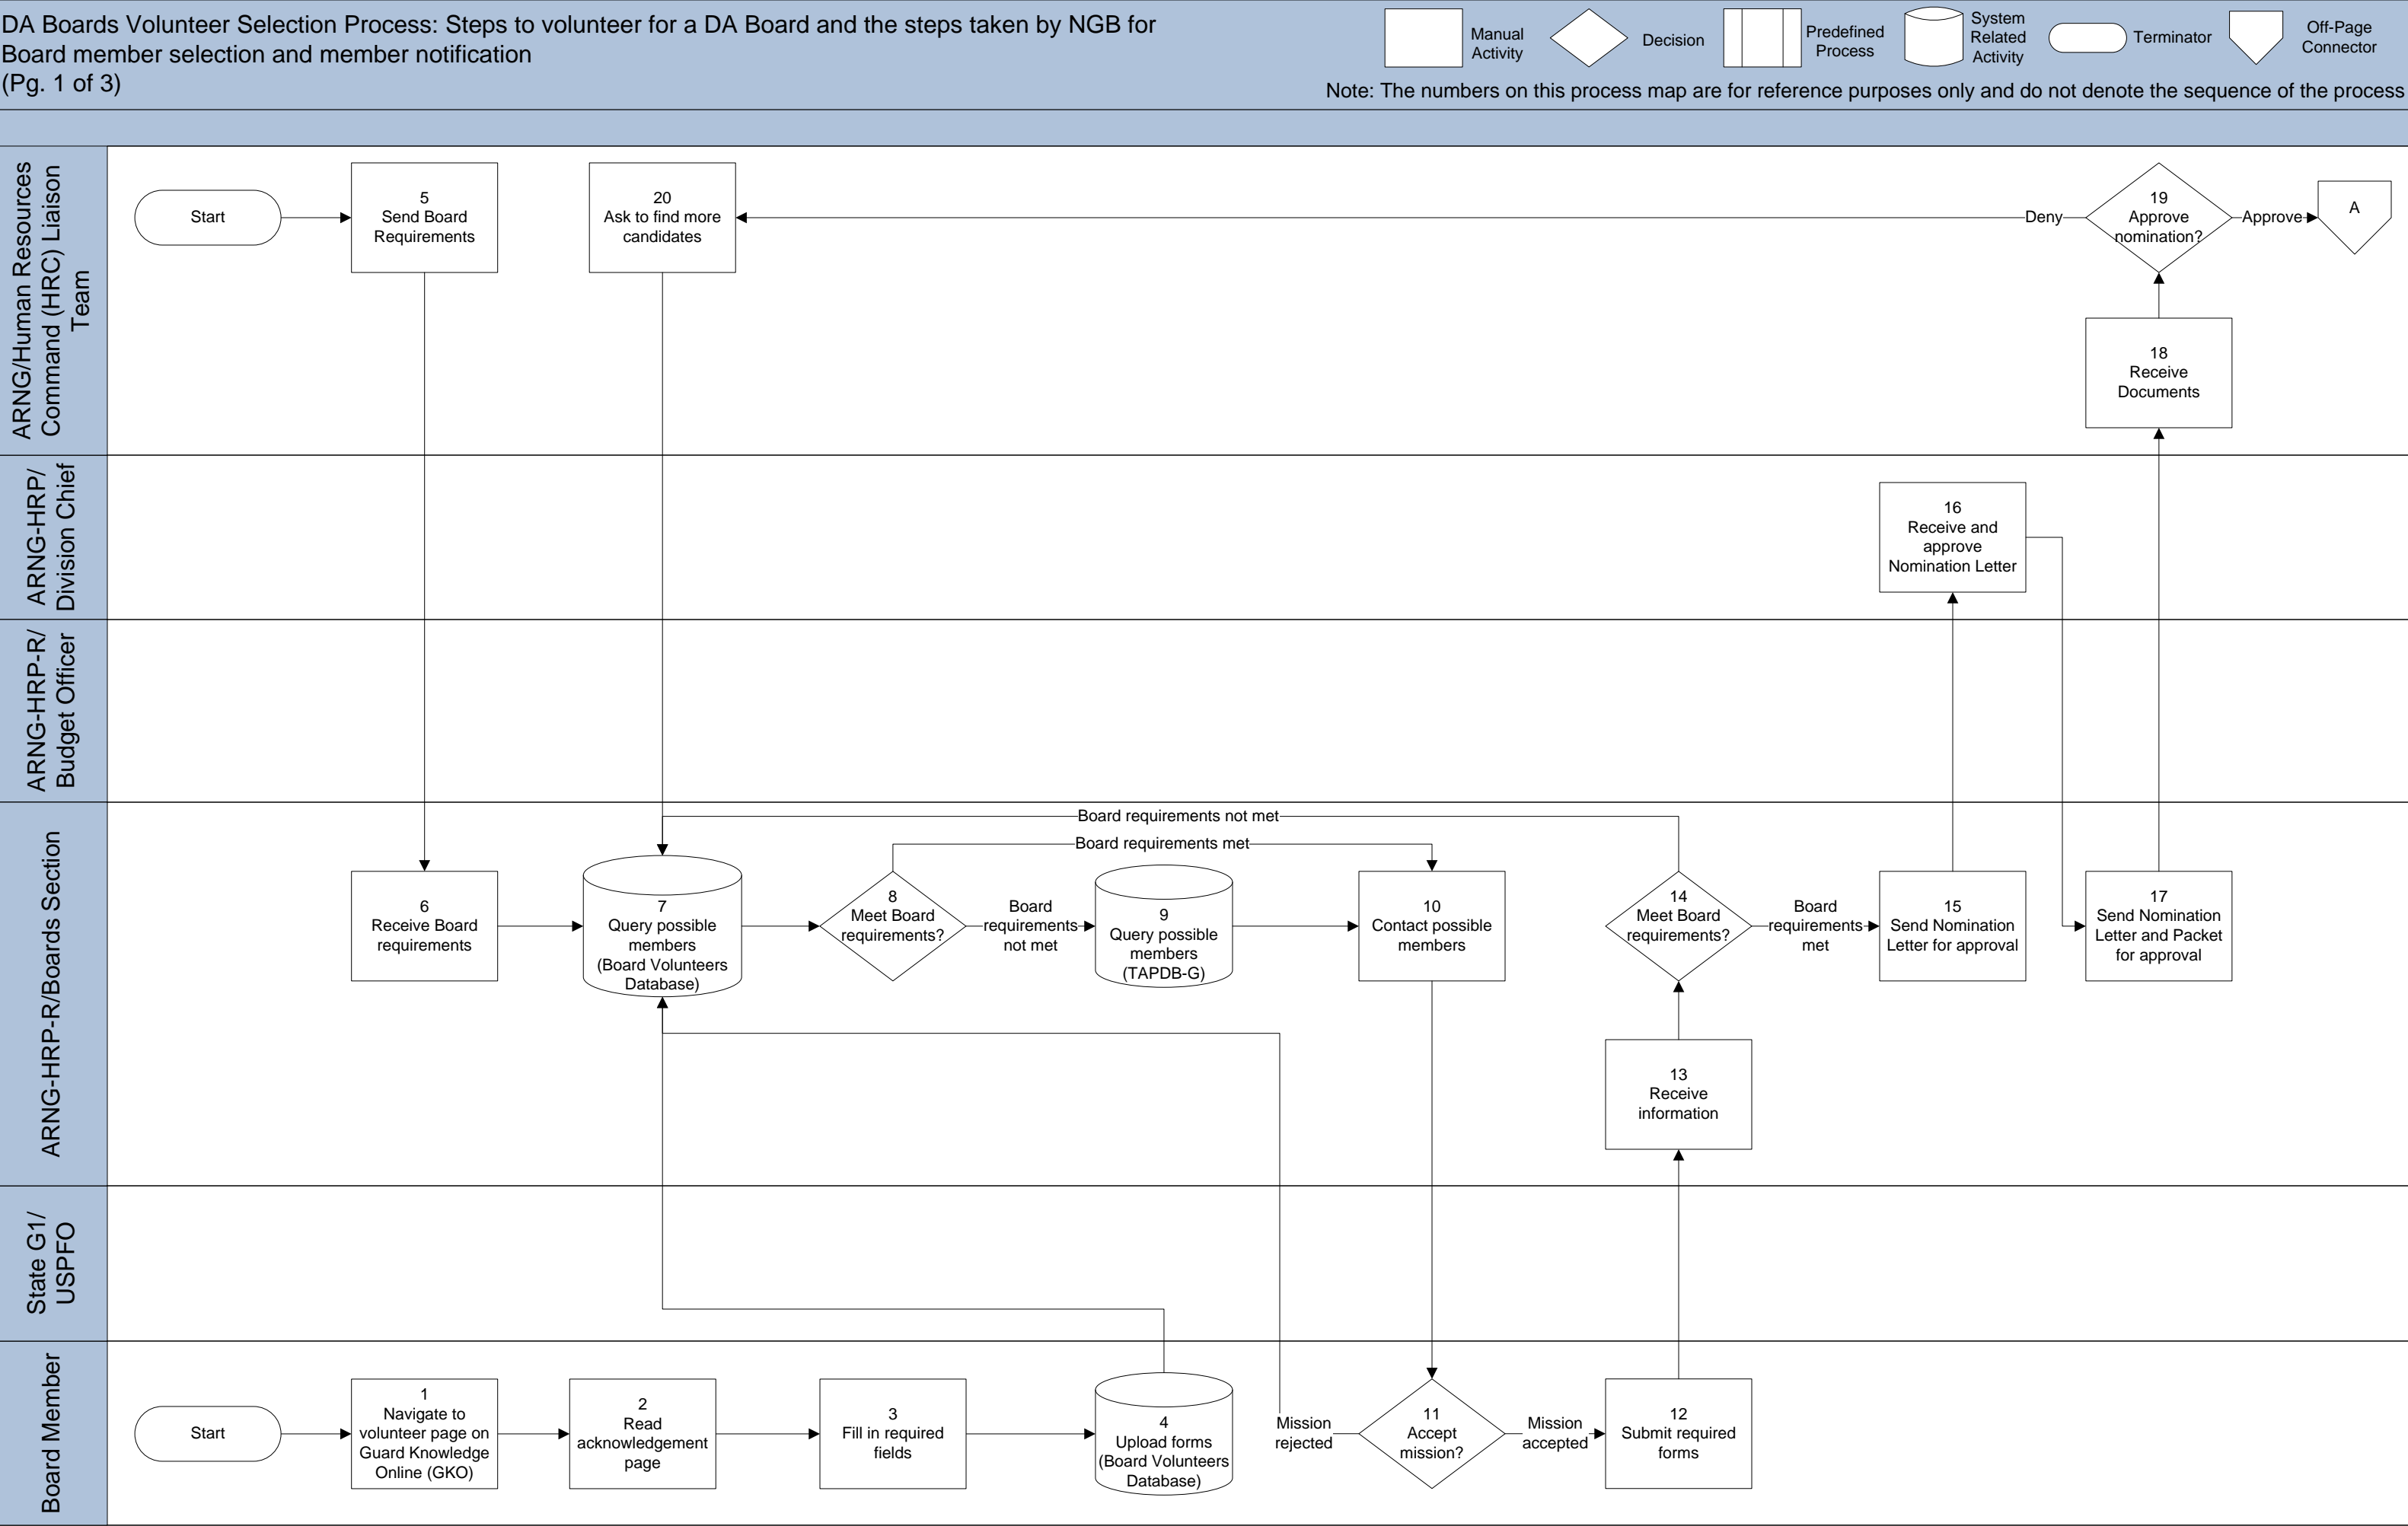 DA Boards Volunteer Selection Process: Steps to volunteer for a DA Board and the steps taken by NGB for
Board member selection and member notification
(Pg. 1 of 3)
Manual
Activity
Decision
Predefined
Process
System
Related
Activity
Terminator
Off-Page
Connector
Note: The numbers on this process map are for reference purposes only and do not denote the sequence of the process
ARNG/Human Resources
Command (HRC) Liaison
Team
Start
5
Send Board
Requirements
20
Ask to find more
candidates
Deny
19
Approve
nomination?
Approve
A
18
Receive
Documents
ARNG-HRP/
Division Chief
16
Receive and
approve
Nomination Letter
ARNG-HRP-R/
Budget Officer
ARNG-HRP-R/Boards Section
Board requirements not met
Board requirements met
6
Receive Board
requirements
7
Query possible
members
(Board Volunteers
Database)
8
Meet Board
requirements?
Board
requirements
not met
9
Query possible
members
(TAPDB-G)
10
Contact possible
members
14
Meet Board
requirements?
Board
requirements
met
15
Send Nomination
Letter for approval
17
Send Nomination
Letter and Packet
for approval
13
Receive
information
State G1/
USPFO
Board Member
Start
1
Navigate to
volunteer page on
Guard Knowledge
Online (GKO)
2
Read
acknowledgement
page
3
Fill in required
fields
4
Upload forms
(Board Volunteers
Database)
Mission
rejected
11
Accept
mission?
Mission
accepted
12
Submit required
forms